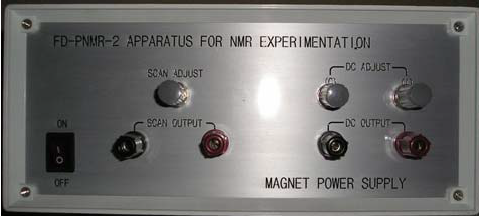 FD-PNMR-2 APPARATUS FOR NMR EXPERIMENTATION
SCAN ADJUST
DC ADJUST
ON
SCAN OUTPUT
DC OUTPUT
OFF
MAGNET POWER SUPPLY